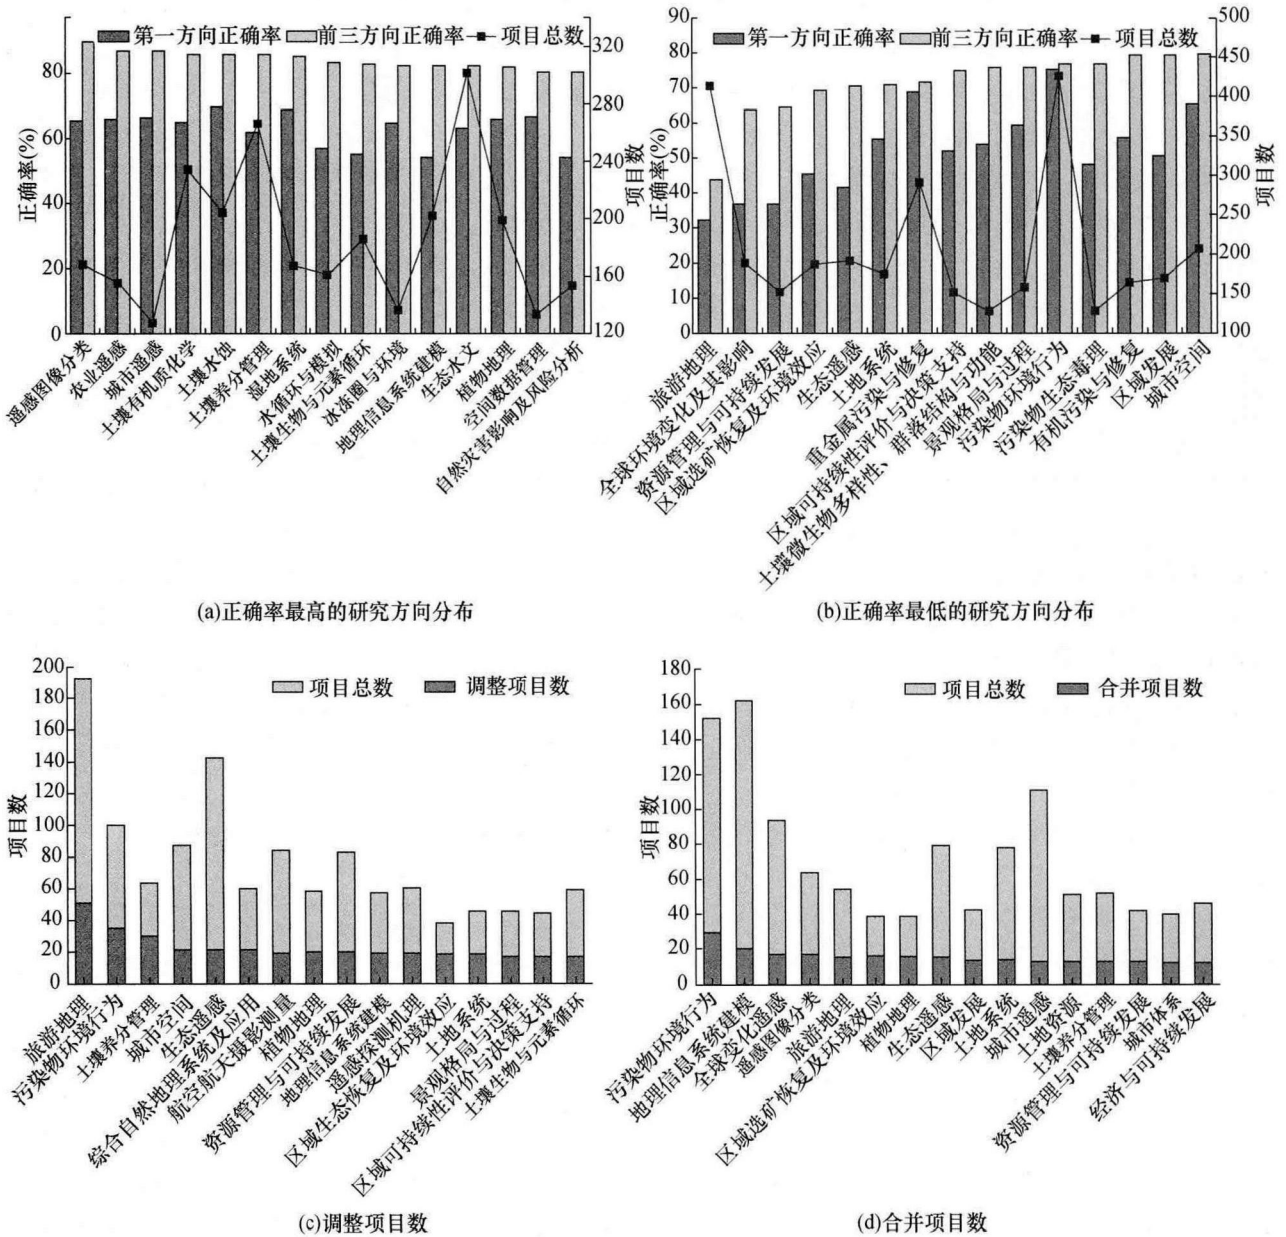 第一方向正确率 前三方向正确率 项目总数
正确率(%)
80
60
40
20
0
项目数
320
280
240
200
160
120
遥感图像分类
农业遥感
城市遥感
土壤有机质化学
土壤水蚀
土壤养分管理
湿地系统
水循环与模拟
土壤生物与元素循环
冰冻圈与环境
地理信息系统建模
生态水文
植物地理
空间数据管理
自然灾害影响及风险分析
(a)正确率最高的研究方向分布
第一方向正确率 前三方向正确率 项目总数
正确率(%)
90
80
70
60
50
40
30
20
10
0
项目数
500
450
400
350
300
250
200
150
100
旅游地理
全球环境变化及其影响
资源管理与可持续发展
区域选矿恢复及环境效应
生态遥感
土地系统
重金属污染与修复
区域可持续性评价与决策支持
土壤微生物多样性、群落结构与功能
景观格局与过程
污染物环境行为
污染物生态毒理
有机污染与修复
区域发展
城市空间
(b)正确率最低的研究方向分布
项目总数 调整项目数
项目数
200
180
160
140
120
100
80
60
40
20
0
旅游地理
污染物环境行为
土壤养分管理
城市空间
生态遥感
综合自然地理系统及应用
航空航天摄影测量
植物地理
资源管理与可持续发展
地理信息系统建模
遥感探测机理
区域生态恢复及环境效应
土地系统
景观格局与过程
区域可持续性评价与决策支持
土壤生物与元素循环
(c)调整项目数
项目总数 合并项目数
项目数
180
160
140
120
100
80
60
40
20
0
污染物环境行为
地理信息系统建模
全球变化遥感
遥感图像分类
旅游地理
区域选矿恢复及环境效应
植物地理
生态遥感
区域发展
土地系统
城市遥感
土地资源
土壤养分管理
资源管理与可持续发展
城市体系
经济与可持续发展
(d)合并项目数